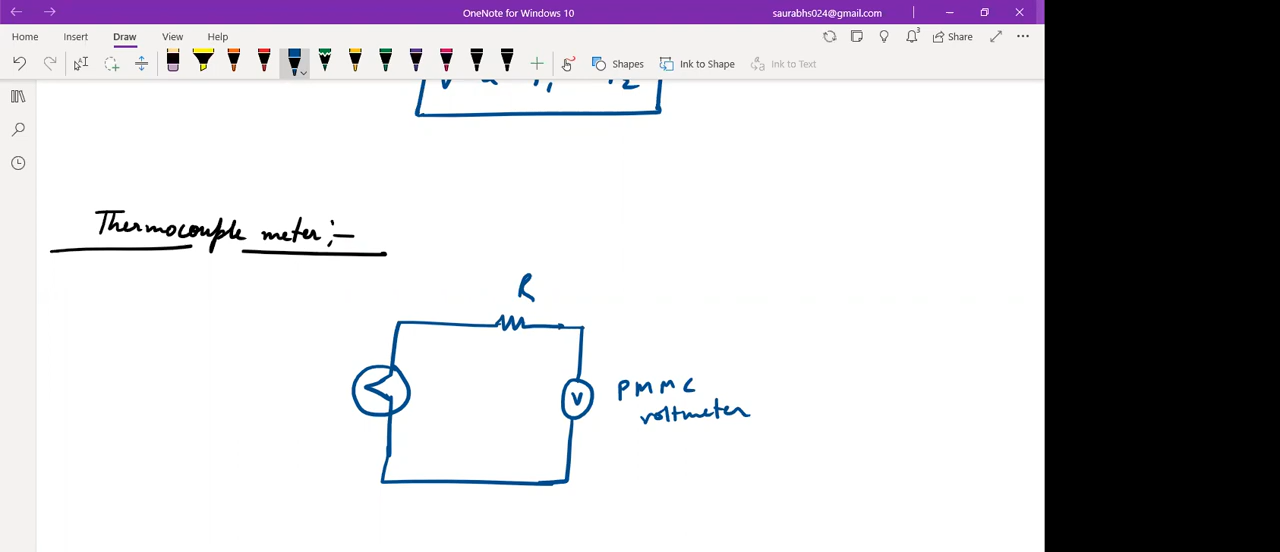 OneNote for Windows 10
saurabhs024@gmail.com
Home Insert Draw View Help
Share
Shapes Ink to Shape Ink to Text
Thermocouple meter :-
R
V
PMMC
voltmeter